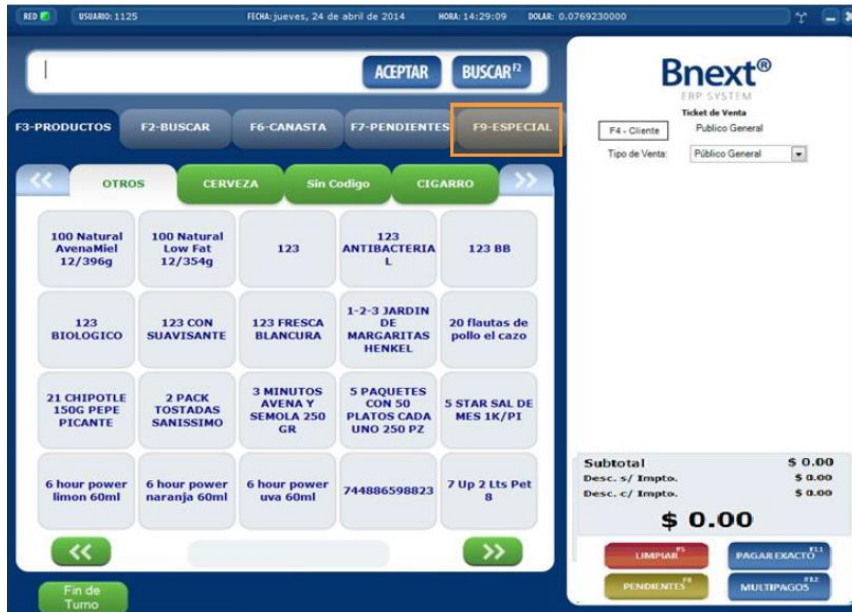 RED USUARIO: 1125 FECHA: jueves, 24 de abril de 2014 HORA: 14:29:09 DOLAR: 0.0769230000
ACEPTAR BUSCAR F2
F3-PRODUCTOS F2-BUSCAR F6-CANASTA F7-PENDIENTES F9-ESPECIAL
<< OTROS CERVEZA Sin Codigo CIGARRO >>
100 Natural
AvenaMiel
12/396g
100 Natural
Low Fat
12/354g
123
123
ANTIBACTERIA
L
123 BB
123
BIOLOGICO
123 CON
SUAVISANTE
123 FRESCA
BLANCURA
1-2-3 JARDIN
DE
MARGARITAS
HENKEL
20 flautas de
pollo el cazo
21 CHIPOTLE
150G PEPE
PICANTE
2 PACK
TOSTADAS
SANISSIMO
3 MINUTOS
AVENA Y
SEMOLA 250
GR
5 PAQUETES
CON 50
PLATOS CADA
UNO 250 PZ
5 STAR SAL DE
MES 1K/PI
6 hour power
limon 60ml
6 hour power
naranja 60ml
6 hour power
uva 60ml
744886598823
7 Up 2 Lts Pet
8
<< >>
Fin de
Turno
Bnext®
ERP SYSTEM
Ticket de Venta
F4 - Cliente Publico General
Tipo de Venta: Público General
Subtotal $ 0.00
Desc. s/ Impto. $ 0.00
Desc. c/ Impto. $ 0.00
$ 0.00
LIMPIAR F5 PAGAR EXACTO F11
PENDIENTES F8 MULTIPAGOS F12